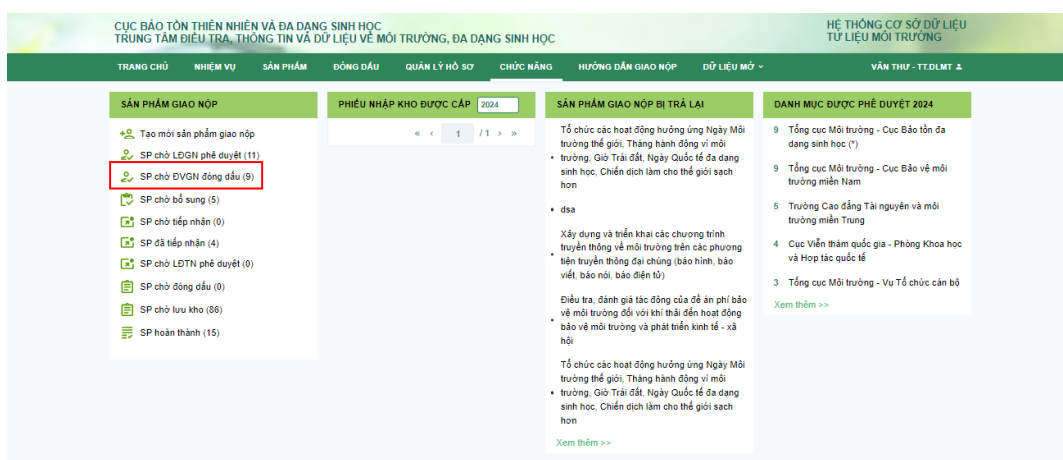 CỤC BẢO TỒN THIÊN NHIÊN VÀ ĐA DẠNG SINH HỌC
TRUNG TÂM ĐIỀU TRA, THÔNG TIN VÀ DỮ LIỆU VỀ MÔI TRƯỜNG, ĐA DẠNG SINH HỌC
HỆ THỐNG CƠ SỞ DỮ LIỆU
TƯ LIỆU MÔI TRƯỜNG
TRANG CHỦ NHIỆM VỤ SẢN PHẨM ĐÓNG DẤU QUẢN LÝ HỒ SƠ CHỨC NĂNG HƯỚNG DẪN GIAO NỘP DỮ LIỆU MỞ VĂN THƯ - TT.DLMT
SẢN PHẨM GIAO NỘP
Tạo mới sản phẩm giao nộp
SP chờ LĐGN phê duyệt (11)
SP chờ ĐVGN đóng dấu (9)
SP chờ bổ sung (5)
SP chờ tiếp nhận (0)
SP đã tiếp nhận (4)
SP chờ LĐTN phê duyệt (0)
SP chờ đóng dấu (0)
SP chờ lưu kho (86)
SP hoàn thành (15)
PHIẾU NHẬP KHO ĐƯỢC CẤP 2024
« ‹ 1 / 1 › »
SẢN PHẨM GIAO NỘP BỊ TRẢ LẠI
Tổ chức các hoạt động hưởng ứng Ngày Môi
trường thế giới, Tháng hành động vì môi
• trường, Giờ Trái đất, Ngày Quốc tế đa dạng
sinh học, Chiến dịch làm cho thế giới sạch
hơn
• dsa
Xây dựng và triển khai các chương trình
truyền thông về môi trường trên các phương
• tiện truyền thông đại chúng (báo hình, báo
viết, báo nói, báo điện tử)
Điều tra, đánh giá tác động của đề án phí bảo
vệ môi trường đối với khí thải đến hoạt động
• bảo vệ môi trường và phát triển kinh tế - xã
hội
Tổ chức các hoạt động hưởng ứng Ngày Môi
trường thế giới, Tháng hành động vì môi
• trường, Giờ Trái đất, Ngày Quốc tế đa dạng
sinh học, Chiến dịch làm cho thế giới sạch
hơn
Xem thêm >>
DANH MỤC ĐƯỢC PHÊ DUYỆT 2024
9 Tổng cục Môi trường - Cục Bảo tồn đa
dạng sinh học (*)
9 Tổng cục Môi trường - Cục Bảo vệ môi
trường miền Nam
5 Trường Cao đẳng Tài nguyên và môi
trường miền Trung
4 Cục Viễn thám quốc gia - Phòng Khoa học
và Hợp tác quốc tế
3 Tổng cục Môi trường - Vụ Tổ chức cán bộ
Xem thêm >>